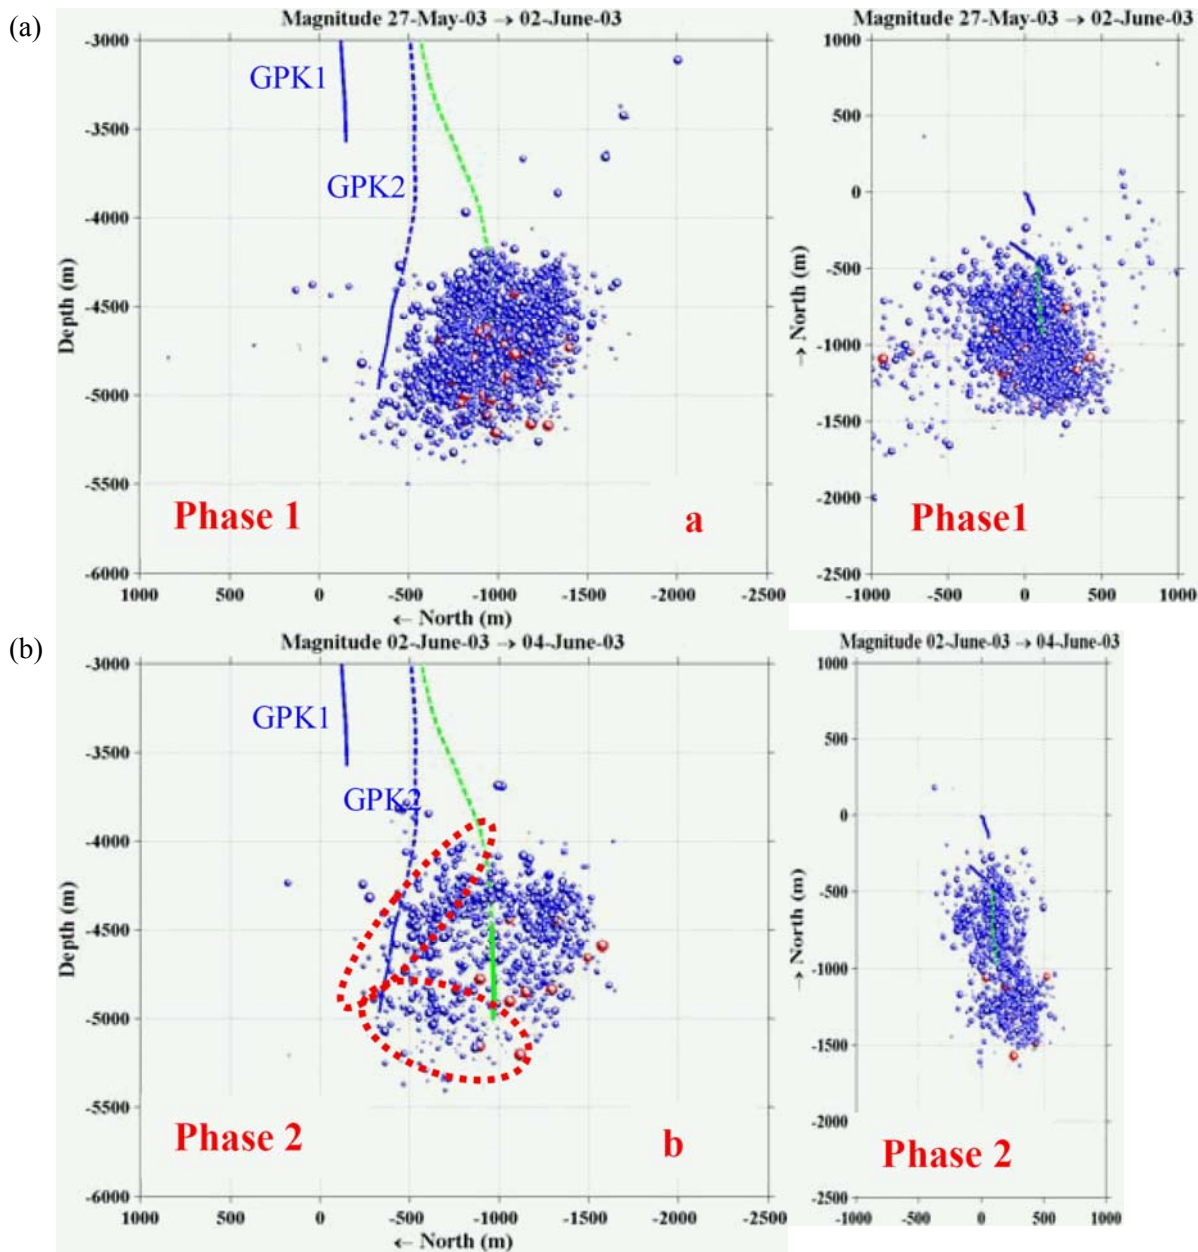 (a)
Magnitude 27-May-03 → 02-June-03
-3000
-3500
-4000
-4500
-5000
-5500
-6000
Depth (m)
GPK1
GPK2
Phase 1
a
1000 500 0 -500 -1000 -1500 -2000 -2500
← North (m)
Magnitude 27-May-03 → 02-June-03
1000
500
0
-500
-1000
-1500
-2000
-2500
→ North (m)
Phase1
-1000 -500 0 500 1000
(b)
Magnitude 02-June-03 → 04-June-03
-3000
-3500
-4000
-4500
-5000
-5500
-6000
Depth (m)
GPK1
GPK2
Phase 2
b
1000 500 0 -500 -1000 -1500 -2000 -2500
← North (m)
Magnitude 02-June-03 → 04-June-03
1000
500
0
-500
-1000
-1500
-2000
-2500
→ North (m)
Phase 2
-1000 -500 0 500 1000